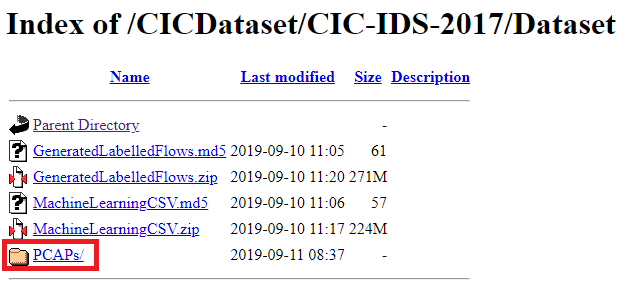 Index of /CICDataset/CIC-IDS-2017/Dataset
Name Last modified Size Description
Parent Directory -
GeneratedLabelledFlows.md5 2019-09-10 11:05 61
GeneratedLabelledFlows.zip 2019-09-10 11:20 271M
MachineLearningCSV.md5 2019-09-10 11:06 57
MachineLearningCSV.zip 2019-09-10 11:17 224M
PCAPs/ 2019-09-11 08:37 -